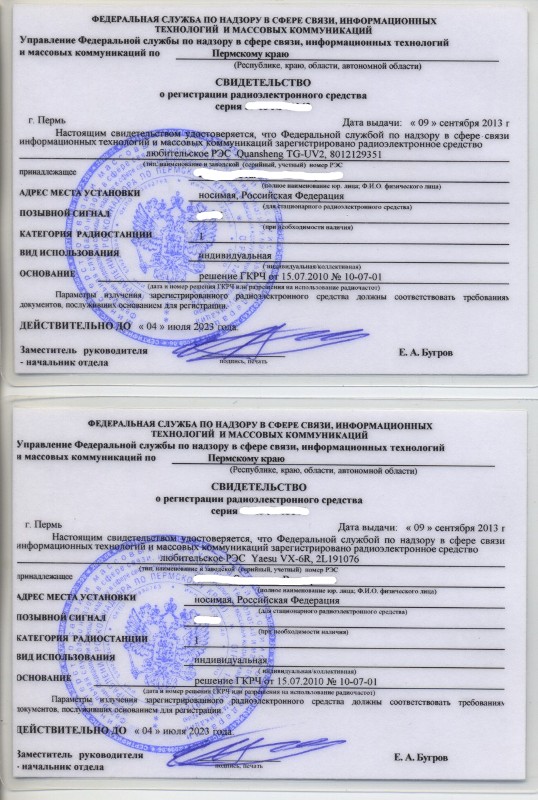 ФЕДЕРАЛЬНАЯ СЛУЖБА ПО НАДЗОРУ В СФЕРЕ СВЯЗИ, ИНФОРМАЦИОННЫХ
ТЕХНОЛОГИЙ И МАССОВЫХ КОММУНИКАЦИЙ
Управление Федеральной службы по надзору в сфере связи, информационных технологий
и массовых коммуникаций по Пермскому краю
(Республике, краю, области, автономной области)
СВИДЕТЕЛЬСТВО
о регистрации радиоэлектронного средства
серия
г. Пермь Дата выдачи: « 09 » сентября 2013 г
Настоящим свидетельством удостоверяется, что Федеральной службой по надзору в сфере связи
информационных технологий и массовых коммуникаций зарегистрировано радиоэлектронное средство
любительское РЭС Quansheng TG-UV2, 8012129351
(тип, наименование и заводской (серийный, учетный) номер РЭС
принадлежащее
(полное наименование юр. лица; Ф.И.О. физического лица)
АДРЕС МЕСТА УСТАНОВКИ носимая, Российская Федерация
(для стационарного радиоэлектронного средства)
ПОЗЫВНОЙ СИГНАЛ
(при необходимости наличия)
КАТЕГОРИЯ РАДИОСТАНЦИИ 1
ВИД ИСПОЛЬЗОВАНИЯ индивидуальная
( индивидуальная/коллективная)
ОСНОВАНИЕ решение ГКРЧ от 15.07.2010 № 10-07-01
(дата и номер решения ГКРЧ или разрешения на использование радиочастот)
Параметры излучения зарегистрированного радиоэлектронного средства должны соответствовать требования
документов, послуживших основанием для регистрации.
ДЕЙСТВИТЕЛЬНО ДО « 04 » июля 2023 года.
Заместитель руководителя
- начальник отдела
подпись, печать
Е. А. Бугров
ФЕДЕРАЛЬНАЯ СЛУЖБА ПО НАДЗОРУ В СФЕРЕ СВЯЗИ, ИНФОРМАЦИОННЫХ
ТЕХНОЛОГИЙ И МАССОВЫХ КОММУНИКАЦИЙ
Управление Федеральной службы по надзору в сфере связи, информационных технологий
и массовых коммуникаций по Пермскому краю
(Республике, краю, области, автономной области)
СВИДЕТЕЛЬСТВО
о регистрации радиоэлектронного средства
серия
г. Пермь Дата выдачи: « 09 » сентября 2013 г
Настоящим свидетельством удостоверяется, что Федеральной службой по надзору в сфере связи
информационных технологий и массовых коммуникаций зарегистрировано радиоэлектронное средство
любительское РЭС Yaesu VX-6R, 2L191076
(тип, наименование и заводской (серийный, учетный) номер РЭС
принадлежащее
(полное наименование юр. лица; Ф.И.О. физического лица)
АДРЕС МЕСТА УСТАНОВКИ носимая, Российская Федерация
(для стационарного радиоэлектронного средства)
ПОЗЫВНОЙ СИГНАЛ
(при необходимости наличия)
КАТЕГОРИЯ РАДИОСТАНЦИИ 1
ВИД ИСПОЛЬЗОВАНИЯ индивидуальная
( индивидуальная/коллективная)
ОСНОВАНИЕ решение ГКРЧ от 15.07.2010 № 10-07-01
(дата и номер решения ГКРЧ или разрешения на использование радиочастот)
Параметры излучения зарегистрированного радиоэлектронного средства должны соответствовать требования
документов, послуживших основанием для регистрации.
ДЕЙСТВИТЕЛЬНО ДО « 04 » июля 2023 года.
Заместитель руководителя
- начальник отдела
подпись, печать
Е. А. Бугров